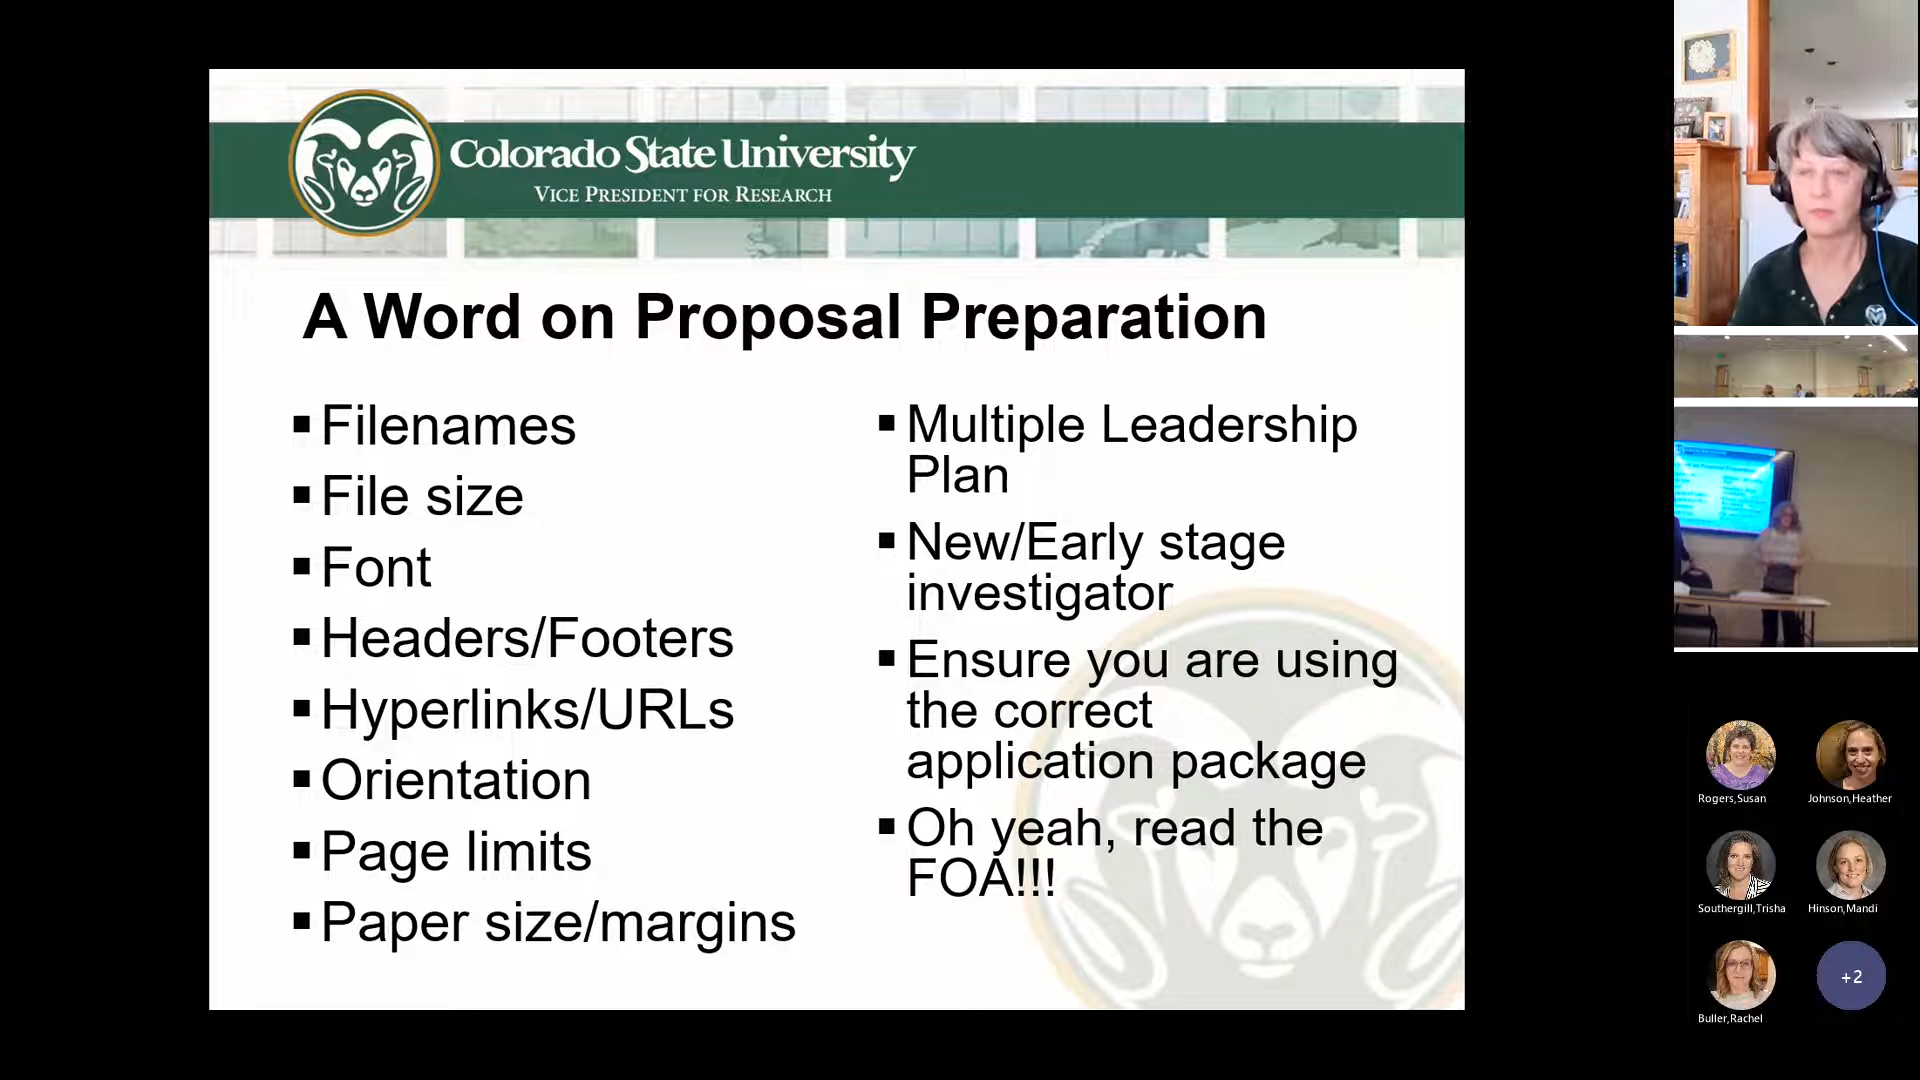 Colorado State University
VICE PRESIDENT FOR RESEARCH
A Word on Proposal Preparation
▪Filenames
▪File size
▪Font
▪Headers/Footers
▪Hyperlinks/URLs
▪Orientation
▪Page limits
▪Paper size/margins
▪Multiple Leadership
Plan
▪New/Early stage
investigator
▪Ensure you are using
the correct
application package
▪Oh yeah, read the
FOA!!!
Rogers,Susan
Johnson,Heather
Southergill,Trisha
Hinson,Mandi
Buller,Rachel
+2